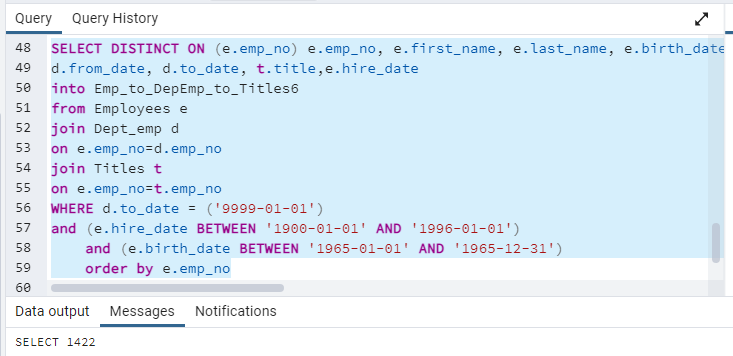 Query Query History
48 SELECT DISTINCT ON (e.emp_no) e.emp_no, e.first_name, e.last_name, e.birth_date
49 d.from_date, d.to_date, t.title,e.hire_date
50 into Emp_to_DepEmp_to_Titles6
51 from Employees e
52 join Dept_emp d
53 on e.emp_no=d.emp_no
54 join Titles t
55 on e.emp_no=t.emp_no
56 WHERE d.to_date = ('9999-01-01')
57 and (e.hire_date BETWEEN '1900-01-01' AND '1996-01-01')
58 and (e.birth_date BETWEEN '1965-01-01' AND '1965-12-31')
59 order by e.emp_no
60
Data output Messages Notifications
SELECT 1422